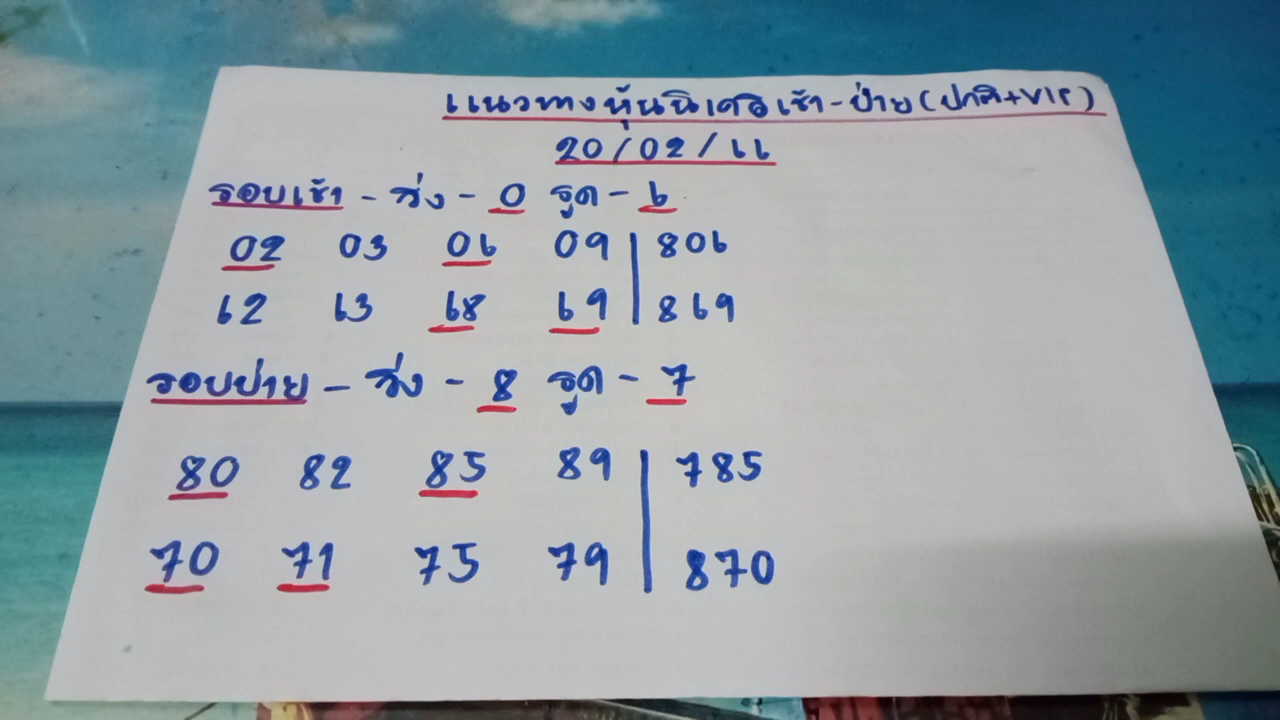 แนวทางหุ้นนิเคอิเช้า-บ่าย(ปกติ+VIP)
20/02/66
รอบเช้า - วิ่ง - 0 รูด - 6
02 03 06 09 | 806
62 63 68 69 | 869
รอบบ่าย - วิ่ง - 8 รูด - 7
80 82 85 89 | 785
70 71 75 79 | 870